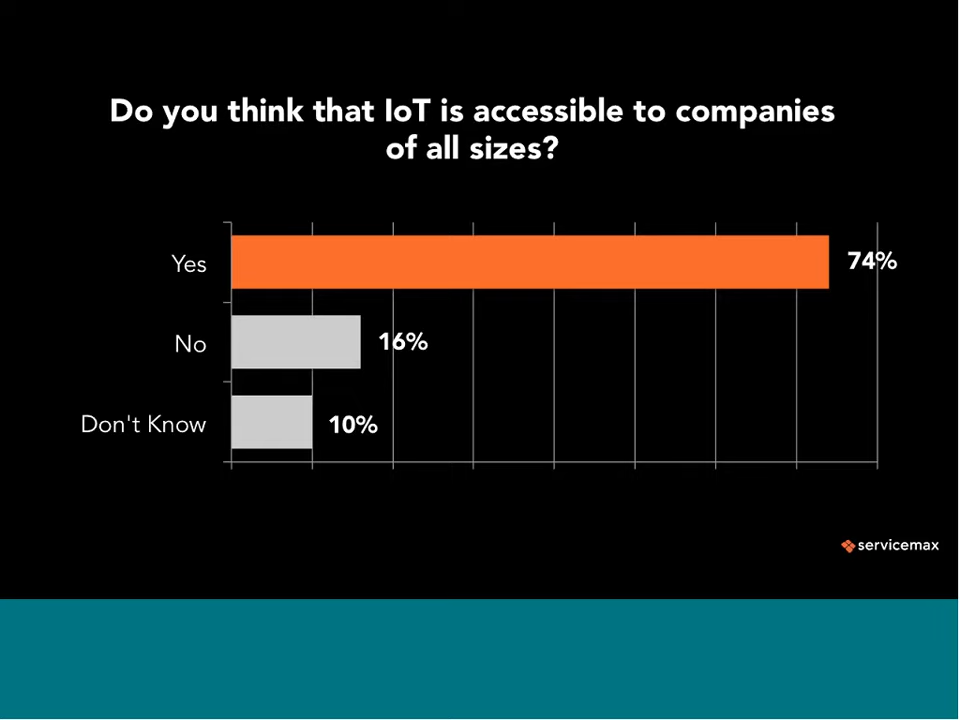 Do you think that IoT is accessible to companies
of all sizes?
Yes
74%
No
16%
Don't Know
10%
servicemax